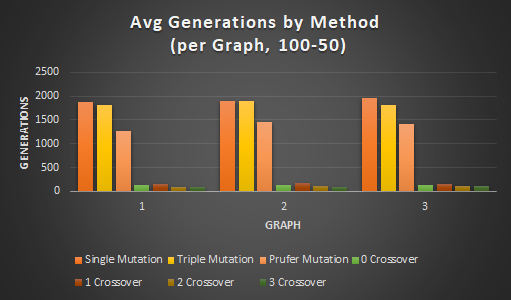 Avg Generations by Method
(per Graph, 100-50)
2500
2000
1500
1000
500
0
GENERATIONS
1 2 3
GRAPH
Single Mutation Triple Mutation Prufer Mutation 0 Crossover
1 Crossover 2 Crossover 3 Crossover